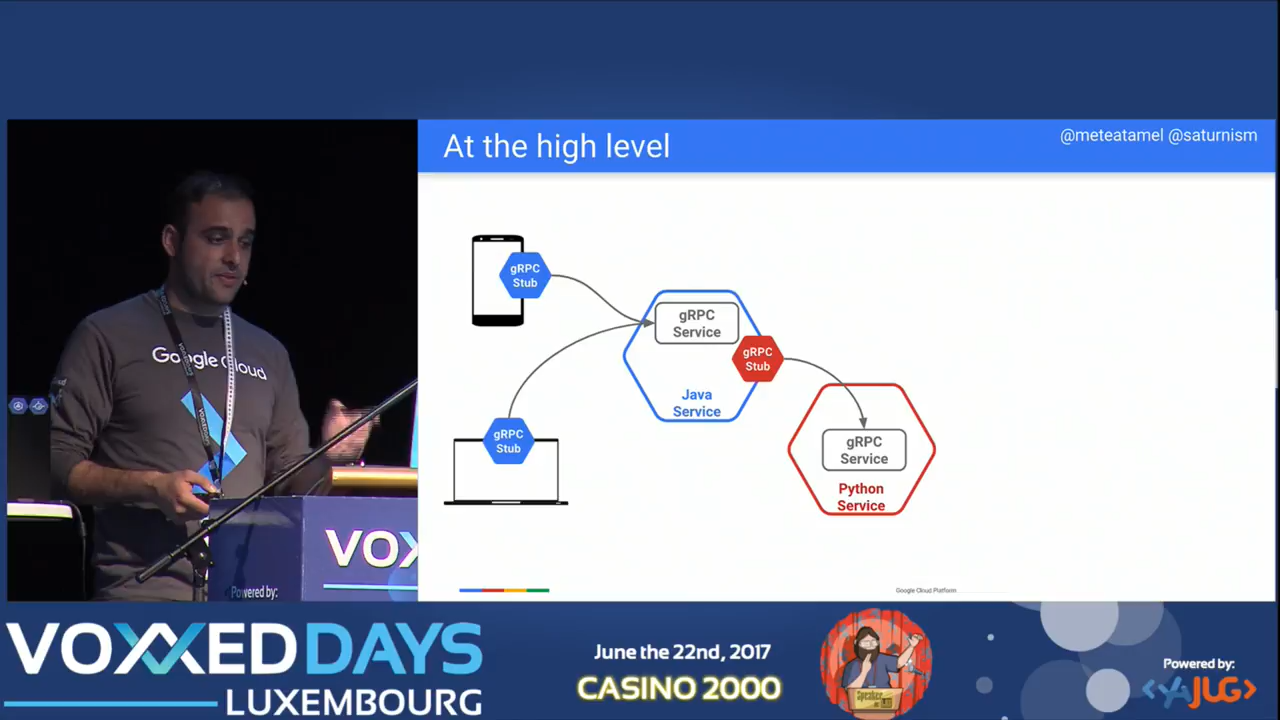 At the high level
@meteatamel @saturnism
gRPC
Stub
gRPC
Service
gRPC
Stub
Java
Service
gRPC
Stub
gRPC
Service
Python
Service
Google Cloud
VOXXED
VOX
Powered by:
Google Cloud Platform
VOXXED DAYS
LUXEMBOURG
June the 22nd, 2017
CASINO 2000
Speaker
Powered by:
YAJUG